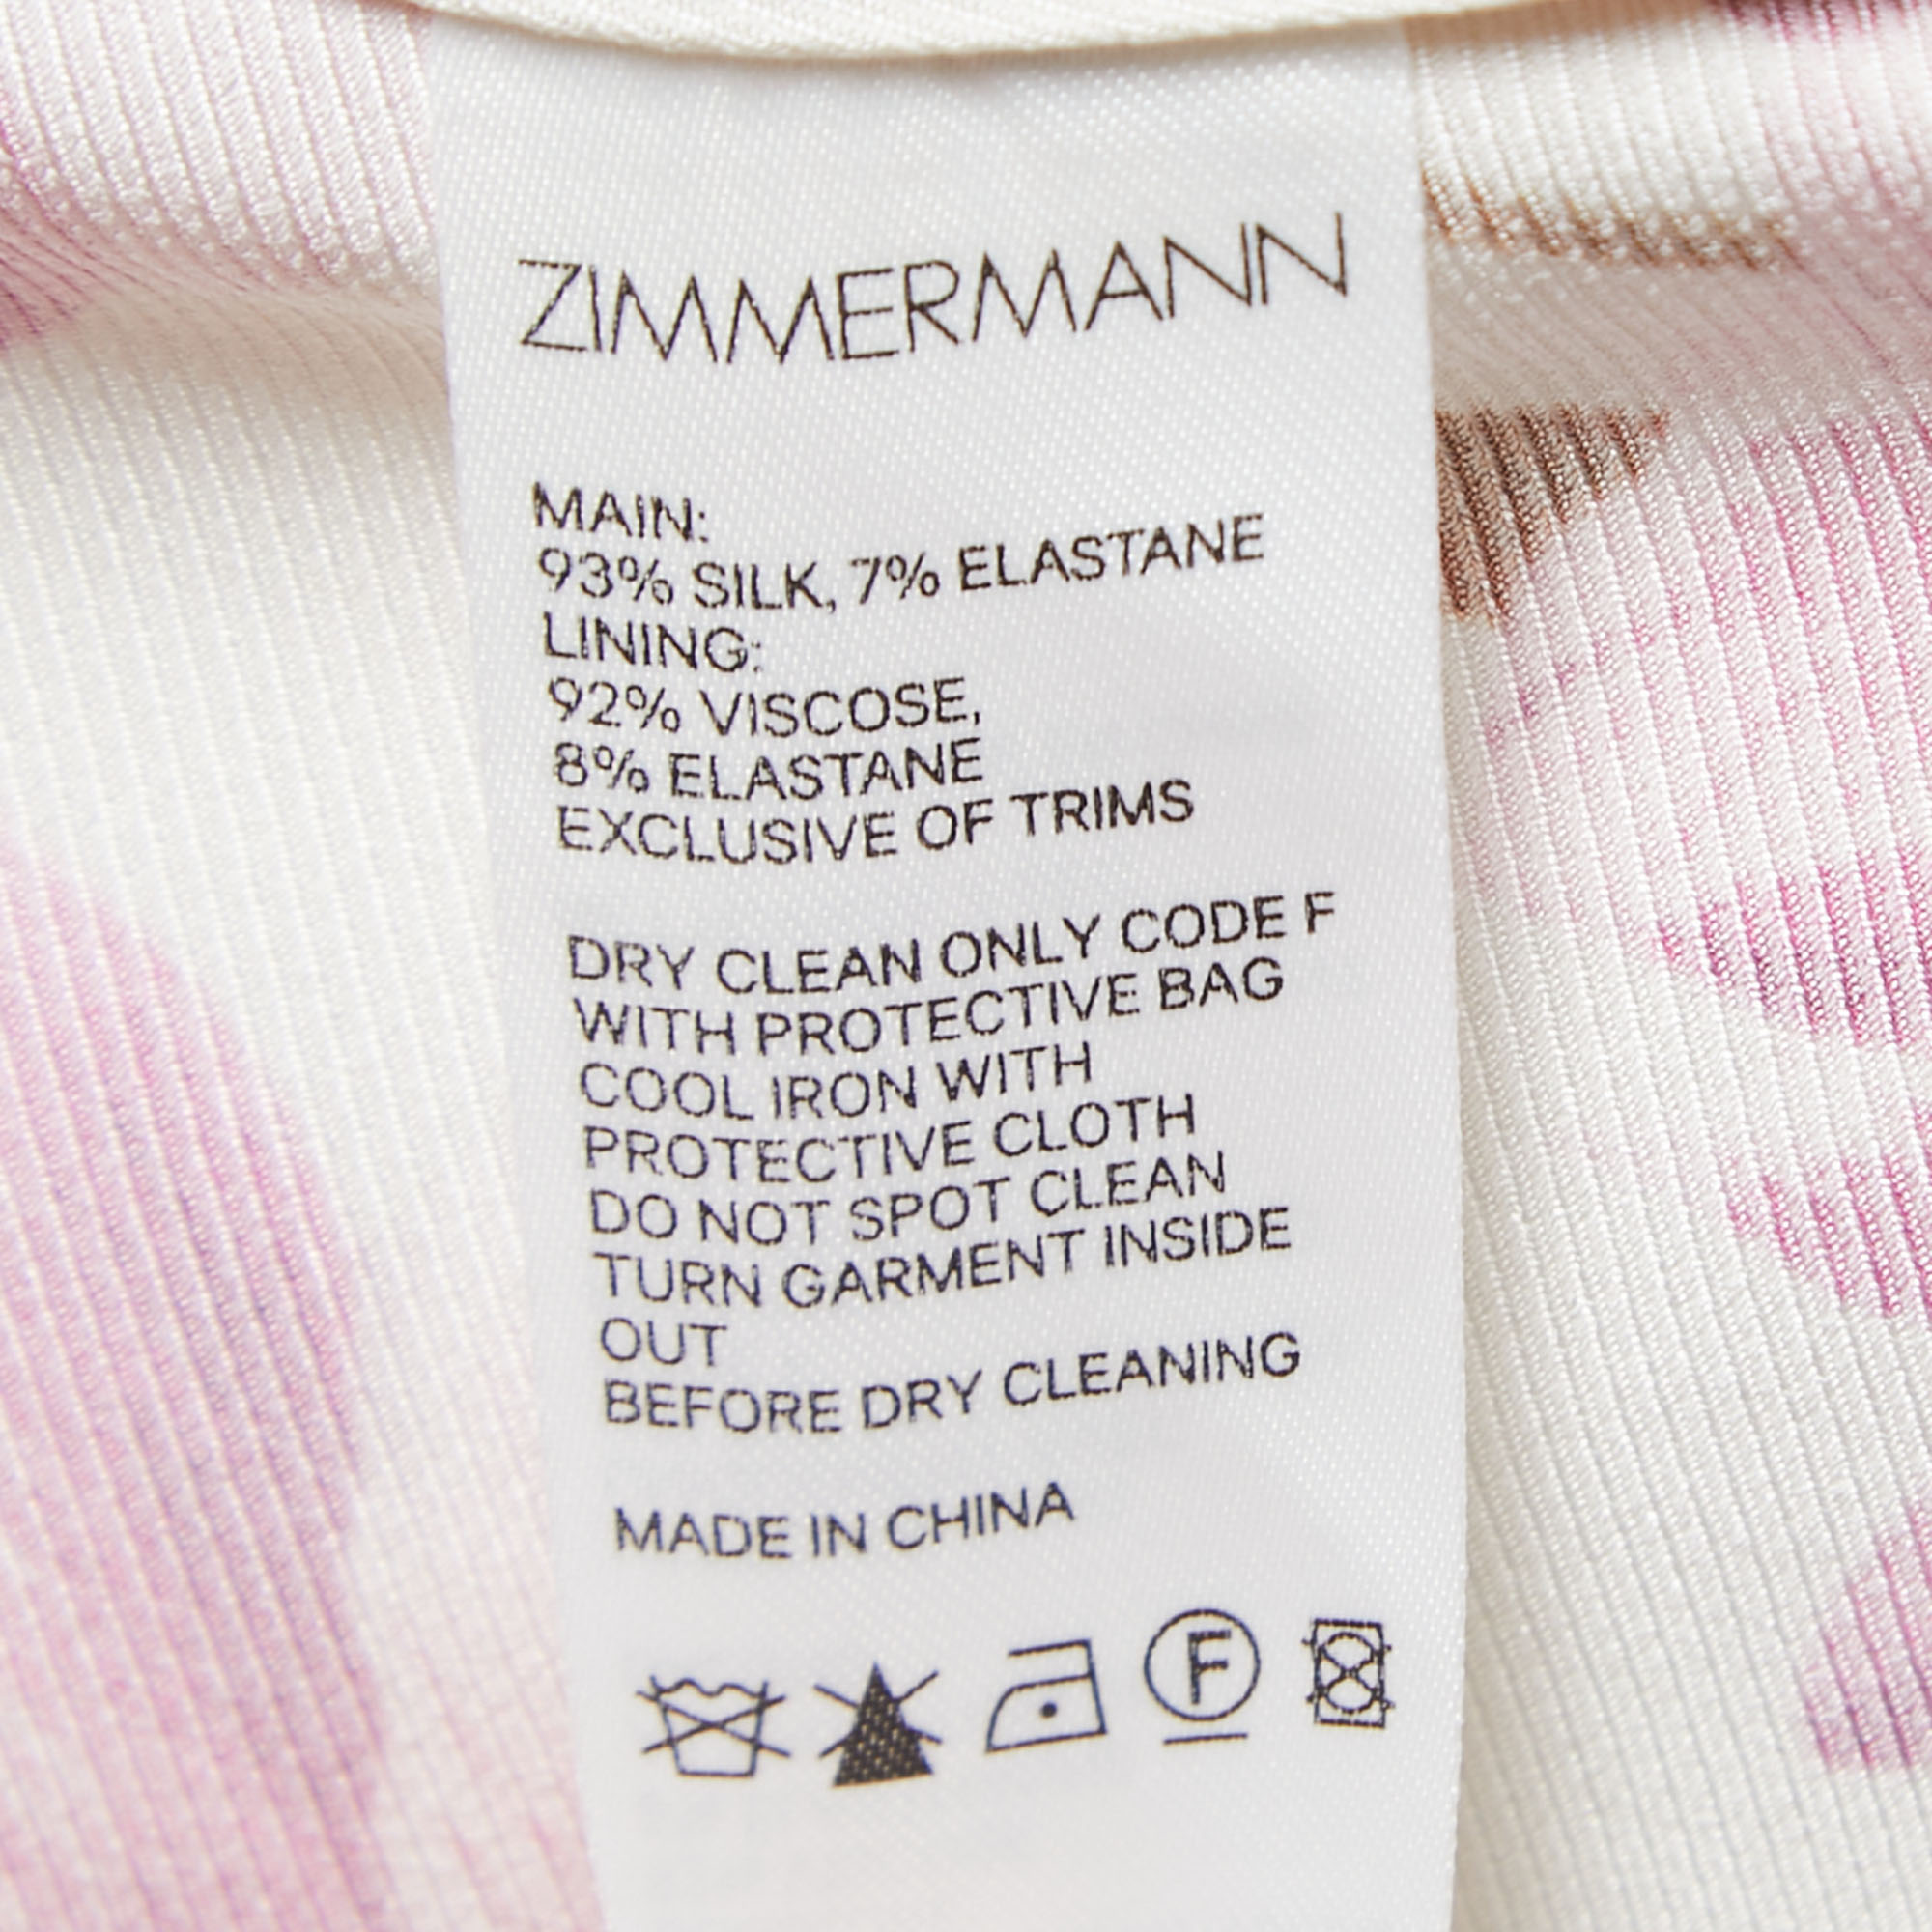 ZIMMERMANN
MAIN:
93% SILK, 7% ELASTANE
LINING:
92% VISCOSE,
8% ELASTANE
EXCLUSIVE OF TRIMS
DRY CLEAN ONLY CODE F
WITH PROTECTIVE BAG
COOL IRON WITH
PROTECTIVE CLOTH
DO NOT SPOT CLEAN
TURN GARMENT INSIDE
OUT
BEFORE DRY CLEANING
MADE IN CHINA
F